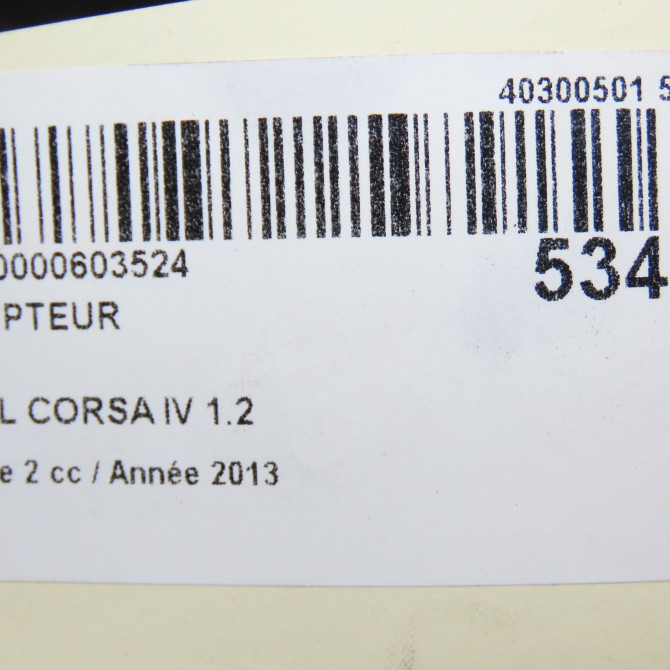 40300501 5
0000603524
534
PTEUR
L CORSA IV 1.2
e 2 cc / Année 2013